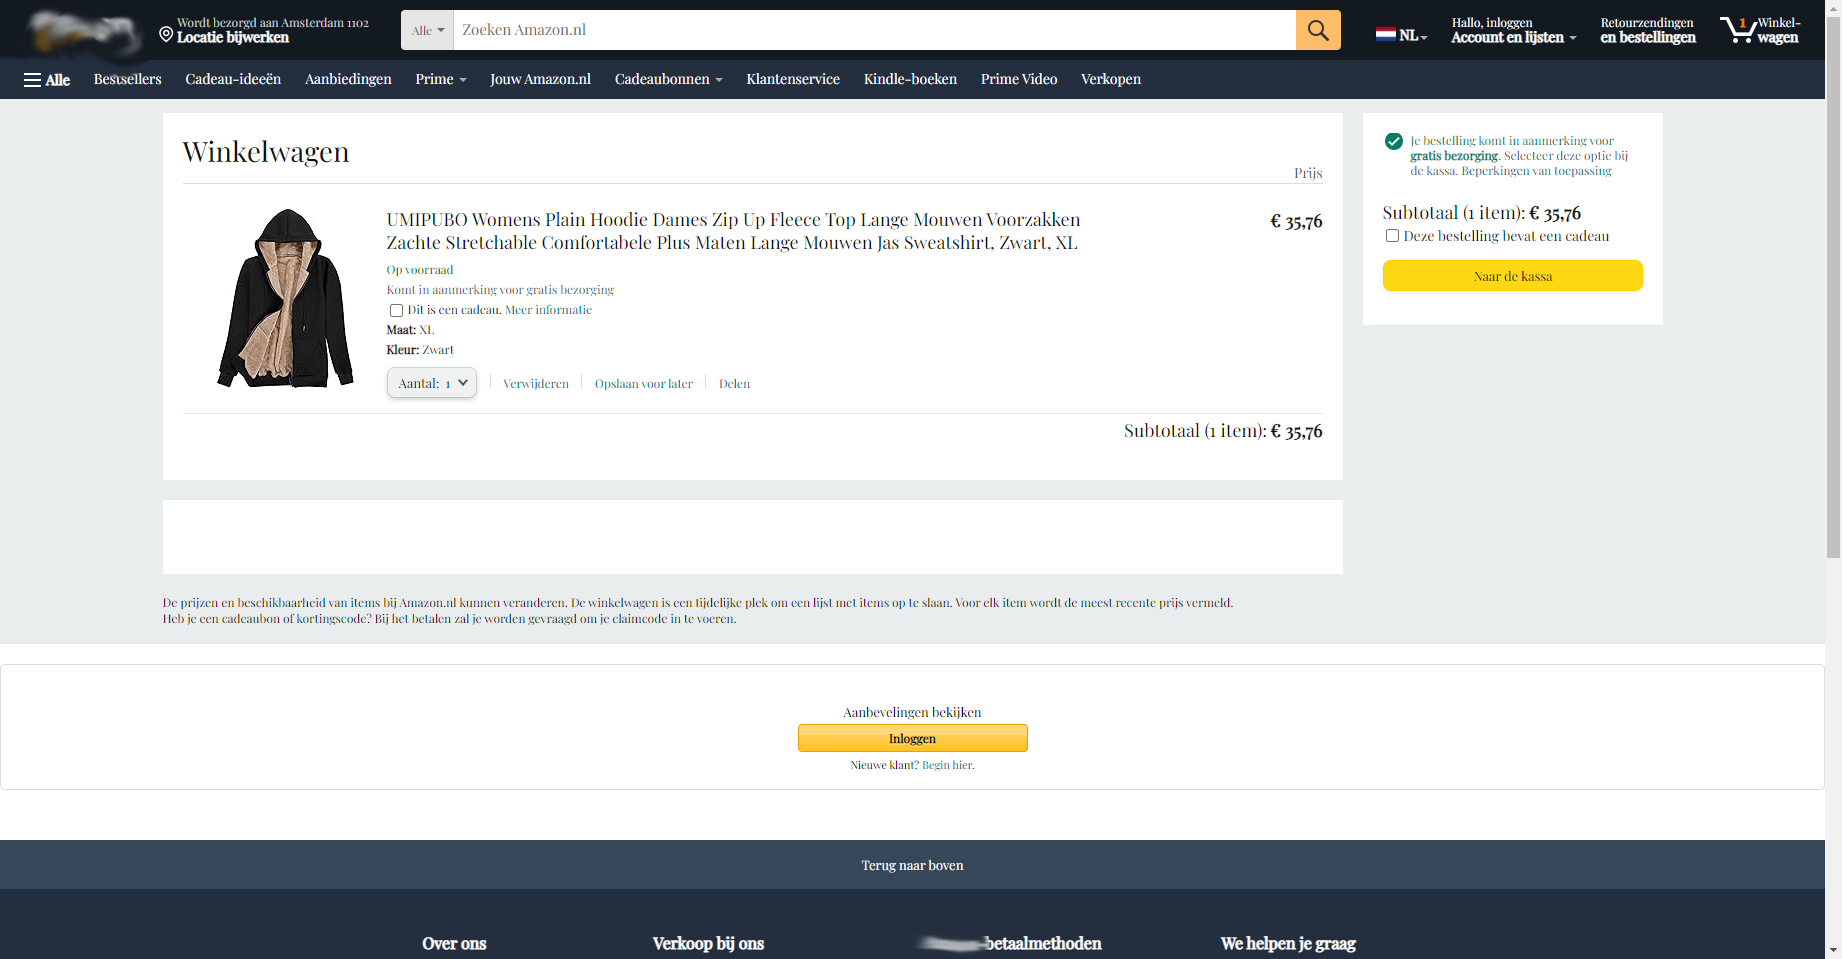 Wordt bezorgd aan Amsterdam 1102
Locatie bijwerken
Alle
Zoeken Amazon.nl
NL
Hallo, inloggen
Account en lijsten
Retourzendingen
en bestellingen
1
Winkel-
wagen
Alle
Bestsellers
Cadeau-ideeën
Aanbiedingen
Prime
Jouw Amazon.nl
Cadeaubonnen
Klantenservice
Kindle-boeken
Prime Video
Verkopen
Winkelwagen
Prijs
UMIPUBO Womens Plain Hoodie Dames Zip Up Fleece Top Lange Mouwen Voorzakken
Zachte Stretchable Comfortabele Plus Maten Lange Mouwen Jas Sweatshirt, Zwart, XL
€ 35,76
Op voorraad
Komt in aanmerking voor gratis bezorging
Dit is een cadeau. Meer informatie
Maat: XL
Kleur: Zwart
Aantal: 1
Verwijderen
Opslaan voor later
Delen
Subtotaal (1 item): € 35,76
Je bestelling komt in aanmerking voor
gratis bezorging. Selecteer deze optie bij
de kassa. Beperkingen van toepassing
Subtotaal (1 item): € 35,76
Deze bestelling bevat een cadeau
Naar de kassa
De prijzen en beschikbaarheid van items bij Amazon.nl kunnen veranderen. De winkelwagen is een tijdelijke plek om een lijst met items op te slaan. Voor elk item wordt de meest recente prijs vermeld.
Heb je een cadeaubon of kortingscode? Bij het betalen zal je worden gevraagd om je claimcode in te voeren.
Aanbevelingen bekijken
Inloggen
Nieuwe klant? Begin hier.
Terug naar boven
Over ons
Verkoop bij ons
betaalmethoden
We helpen je graag